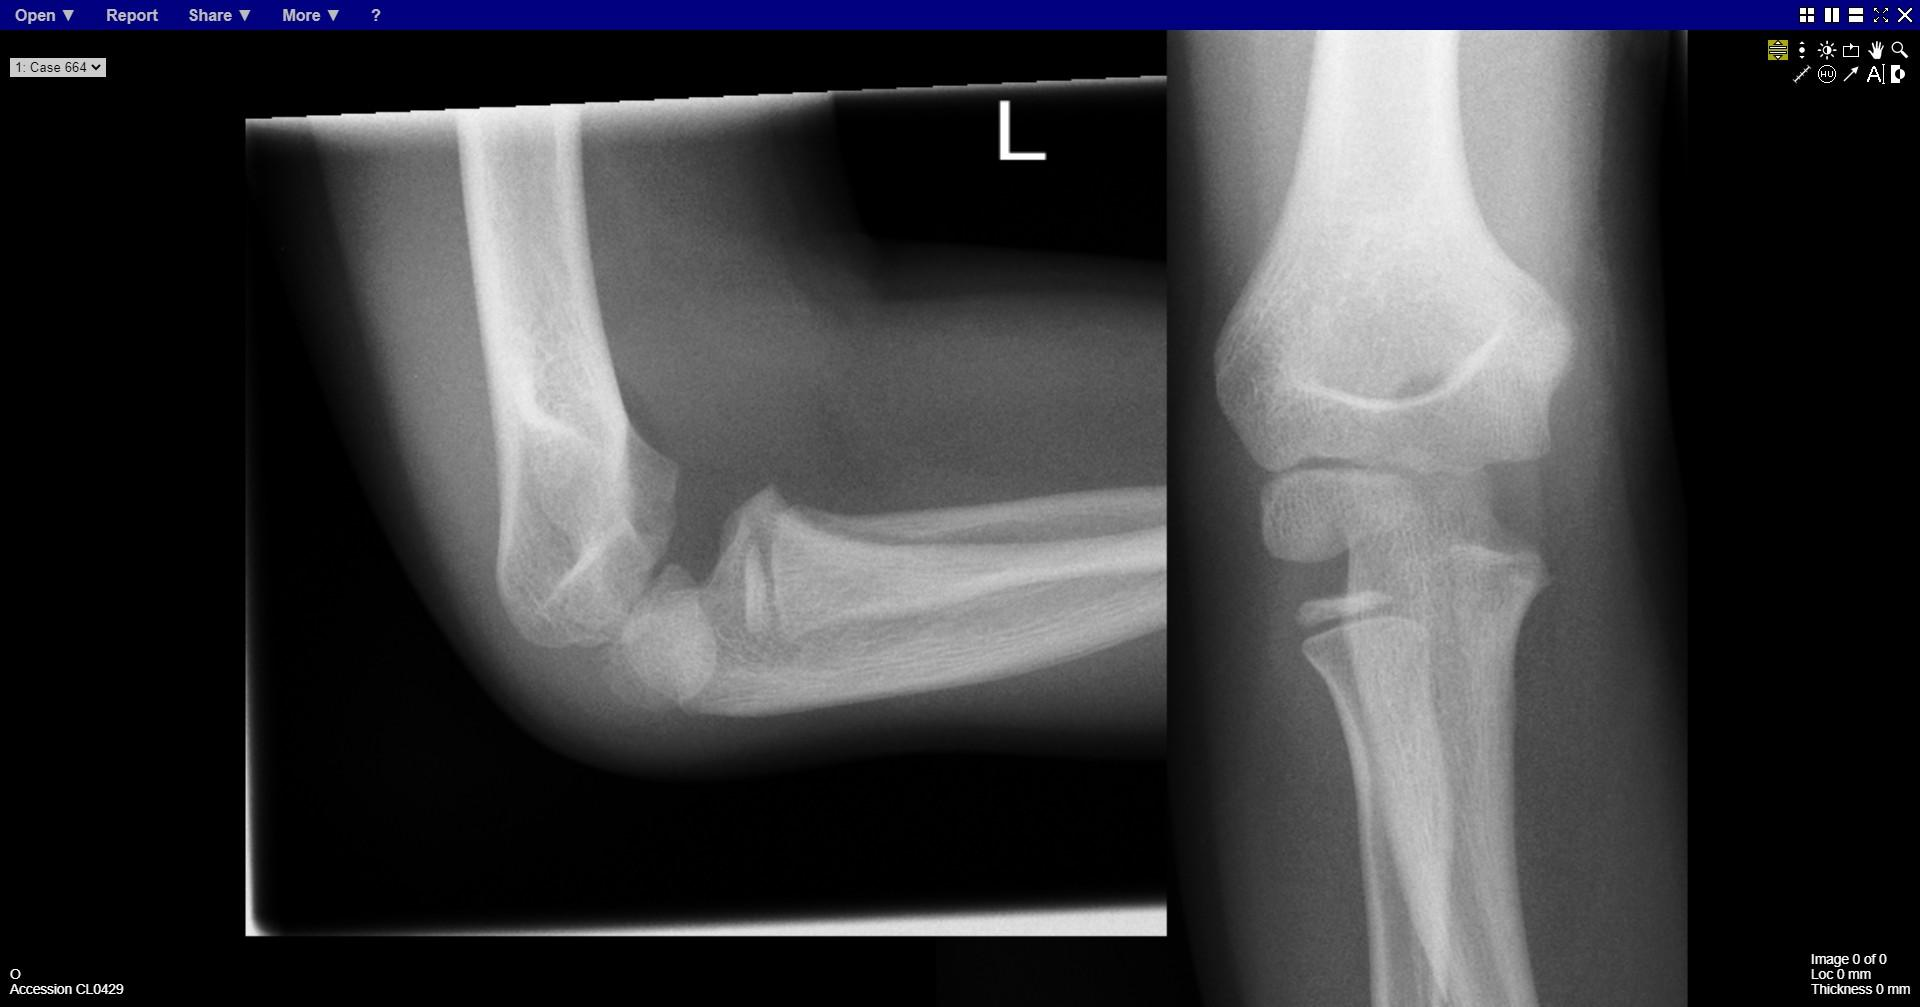 Open ▼ Report Share ▼ More ▼ ?
1: Case 664
HU
A
L
O
Accession CL0429
Image 0 of 0
Loc 0 mm
Thickness 0 mm